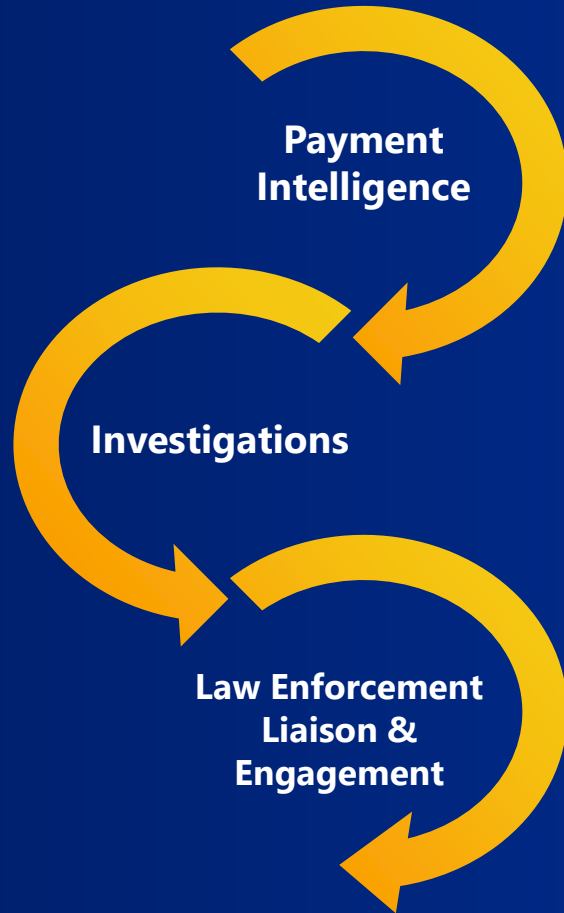 Payment
Intelligence
Investigations
Law Enforcement
Liaison &
Engagement